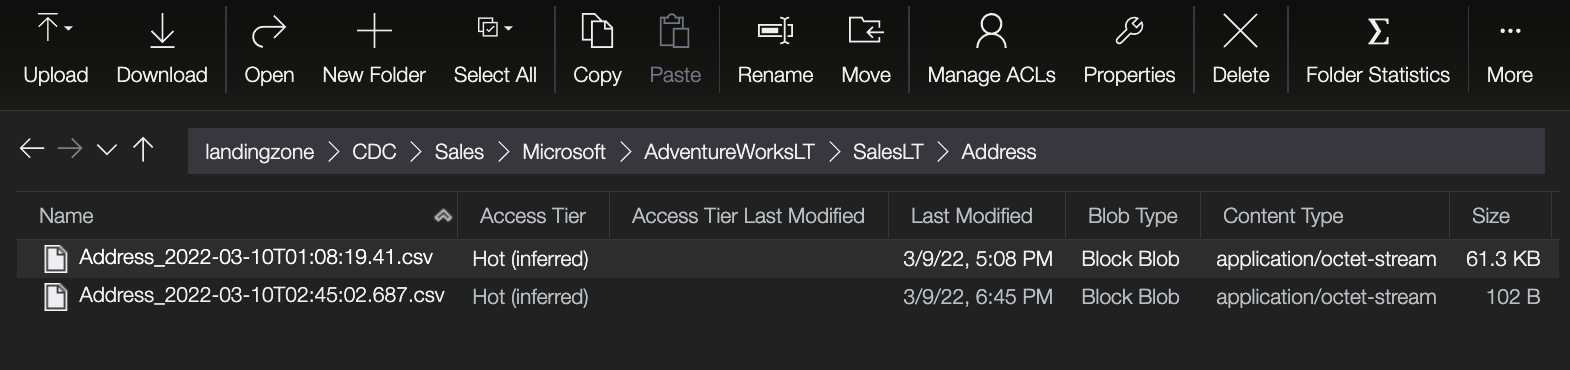 Upload Download Open New Folder Select All Copy Paste Rename Move Manage ACLs Properties Delete Folder Statistics More
landingzone CDC Sales Microsoft AdventureWorksLT SalesLT Address
Name Access Tier Access Tier Last Modified Last Modified Blob Type Content Type Size
Address_2022-03-10T01:08:19.41.csv Hot (inferred) 3/9/22, 5:08 PM Block Blob application/octet-stream 61.3 KB
Address_2022-03-10T02:45:02.687.csv Hot (inferred) 3/9/22, 6:45 PM Block Blob application/octet-stream 102 B